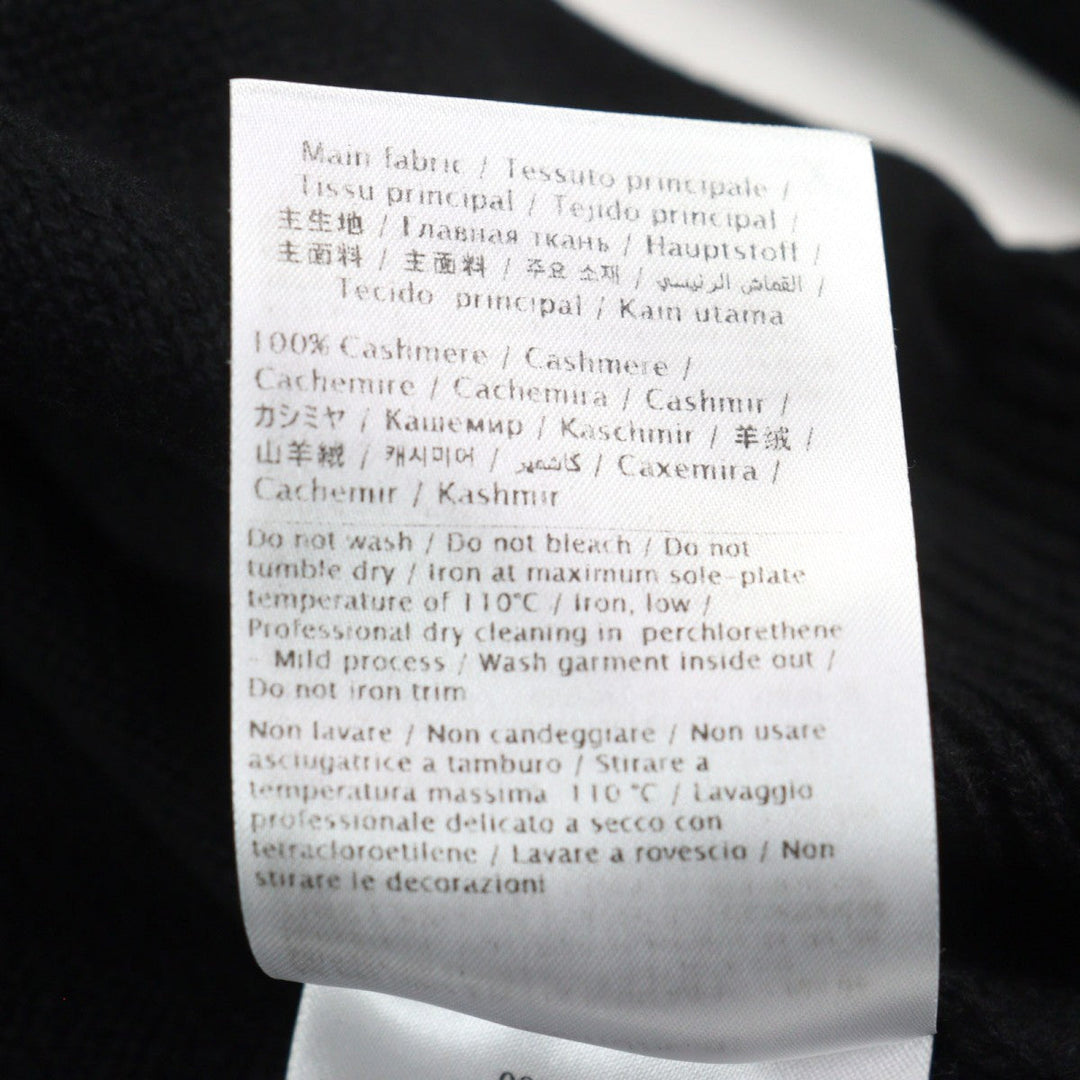 Main fabric / Tessuto principale /
Tissu principal / Tejido principal /
主生地 / Главная ткань / Hauptstoff /
主面料 / 主面料 / 주요 소재 / القماش الرئيسي /
Tecido principal / Kain utama
100% Cashmere / Cashmere /
Cachemire / Cachemira / Cashmir /
カシミヤ / Кашемир / Kaschmir / 羊绒 /
山羊絨 / 캐시미어 / كاشمير / Caxemira /
Cachemir / Kashmir
Do not wash / Do not bleach / Do not
tumble dry / Iron at maximum sole-plate
temperature of 110°C / Iron, low /
Professional dry cleaning in perchlorethene
- Mild process / Wash garment inside out /
Do not iron trim
Non lavare / Non candeggiare / Non usare
asciugatrice a tamburo / Stirare a
temperatura massima 110 °C / Lavaggio
professionale delicato a secco con
tetracloroetilene / Lavare a rovescio / Non
stirare le decorazioni